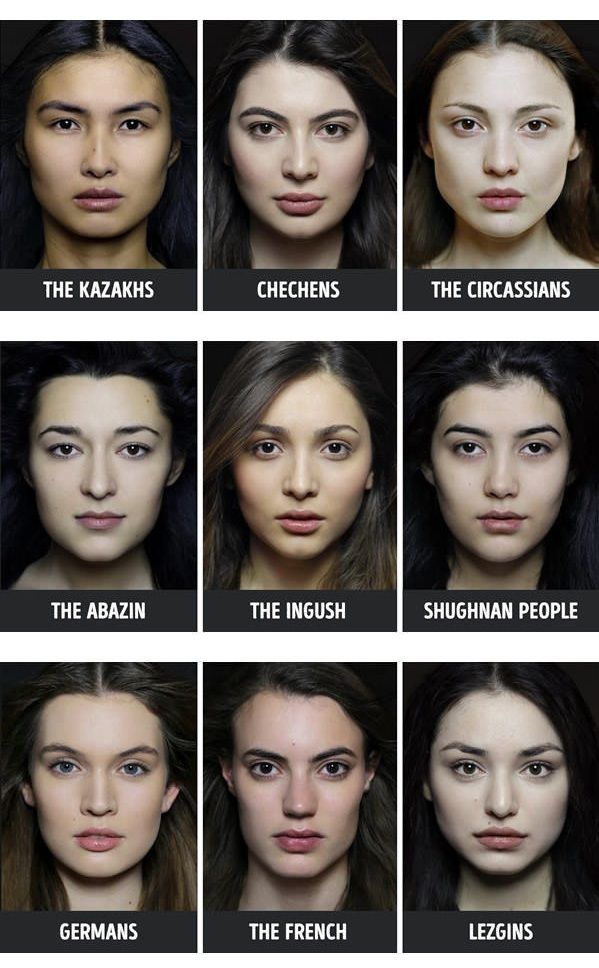 THE KAZAKHS
CHECHENS
THE CIRCASSIANS
THE ABAZIN
THE INGUSH
SHUGHNAN PEOPLE
GERMANS
THE FRENCH
LEZGINS